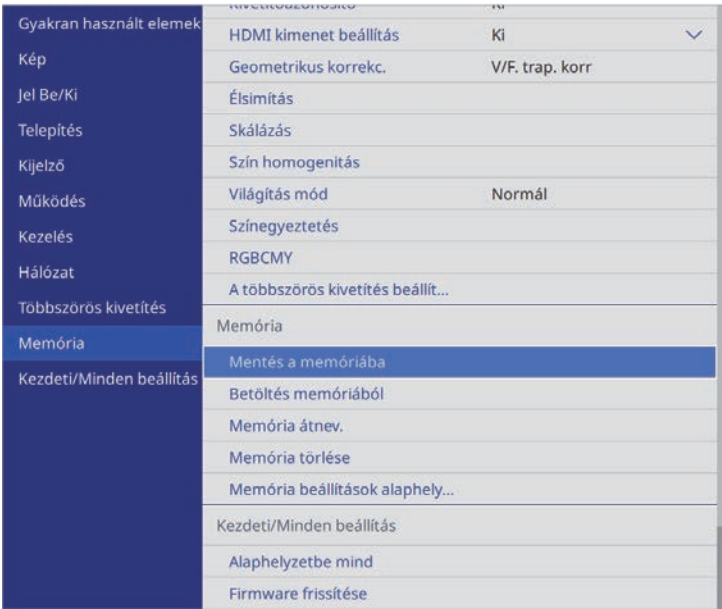 Gyakran használt elemek
Kép
Jel Be/Ki
Telepítés
Kijelző
Működés
Kezelés
Hálózat
Többszörös kivetítés
Memória
Kezdeti/Minden beállítás
HDMI kimenet beállítás Ki
Geometrikus korrekc. V/F. trap. korr
Élsimítás
Skálázás
Szín homogenitás
Világítás mód Normál
Színegyeztetés
RGBCMY
A többszörös kivetítés beállít...
Memória
Mentés a memóriába
Betöltés memóriából
Memória átnev.
Memória törlése
Memória beállítások alaphely...
Kezdeti/Minden beállítás
Alaphelyzetbe mind
Firmware frissítése